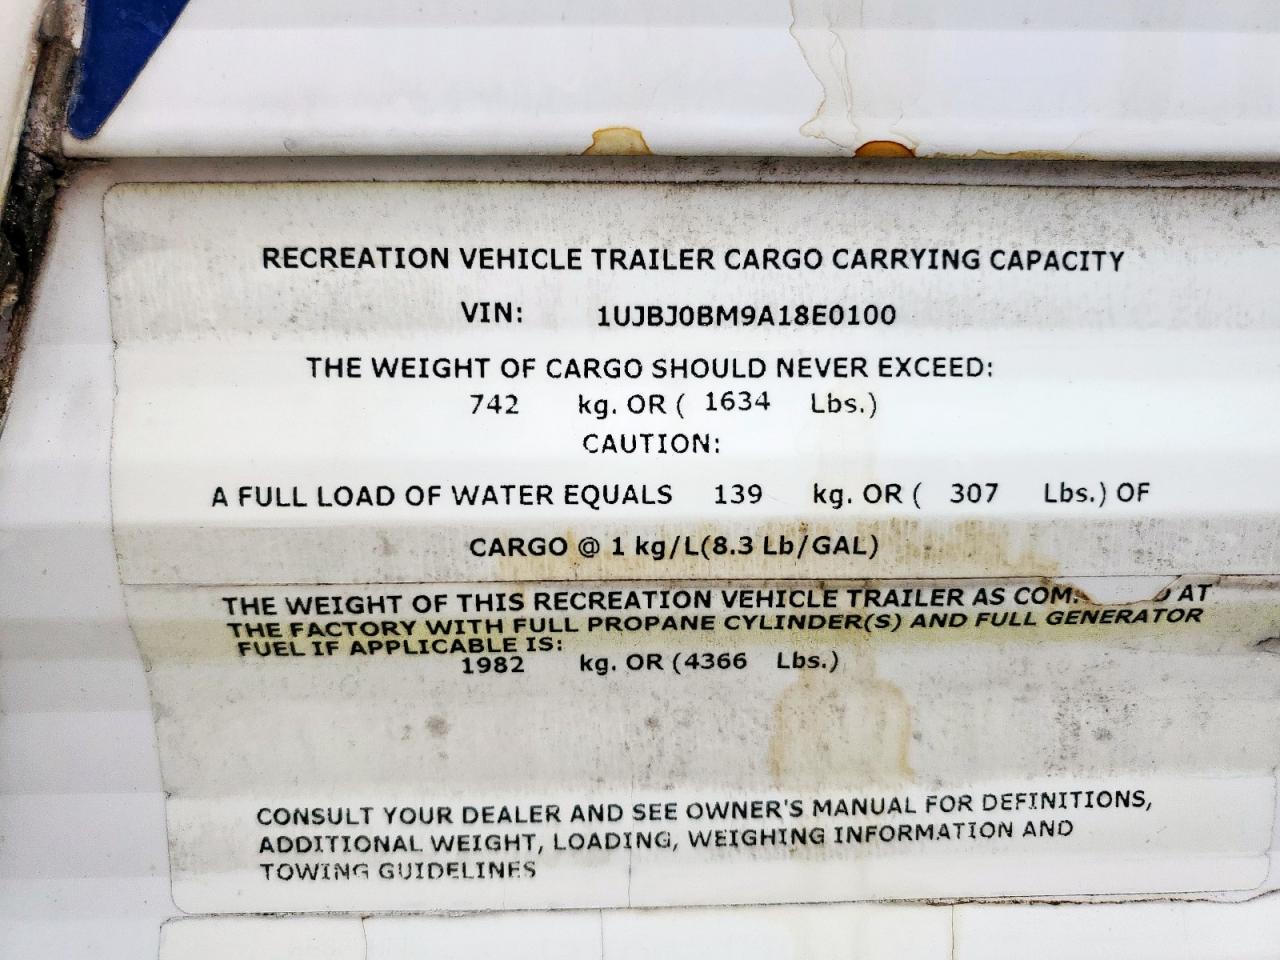 RECREATION VEHICLE TRAILER CARGO CARRYING CAPACITY
VIN: 1UJBJ0BM9A18E0100
THE WEIGHT OF CARGO SHOULD NEVER EXCEED:
742 kg. OR ( 1634 Lbs.)
CAUTION:
A FULL LOAD OF WATER EQUALS 139 kg. OR ( 307 Lbs.) OF
CARGO @ 1 kg/L(8.3 Lb/GAL)
THE WEIGHT OF THIS RECREATION VEHICLE TRAILER AS AT
THE FACTORY WITH FULL PROPANE CYLINDER(S) AND FULL GENERATOR
FUEL IF APPLICABLE IS:
1982 kg. OR (4366 Lbs.)
CONSULT YOUR DEALER AND SEE OWNER'S MANUAL FOR DEFINITIONS,
ADDITIONAL WEIGHT, LOADING, WEIGHING INFORMATION AND
TOWING GUIDELINES